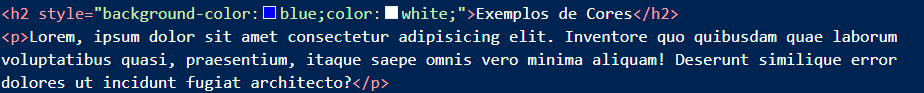 <h2 style="background-color:blue;color:white;">Exemplos de Cores</h2>
<p>Lorem, ipsum dolor sit amet consectetur adipisicing elit. Inventore quo quibusdam quae laborum
voluptatibus quasi, praesentium, itaque saepe omnis vero minima aliquam! Deserunt similique error
dolores ut incidunt fugiat architecto?</p>